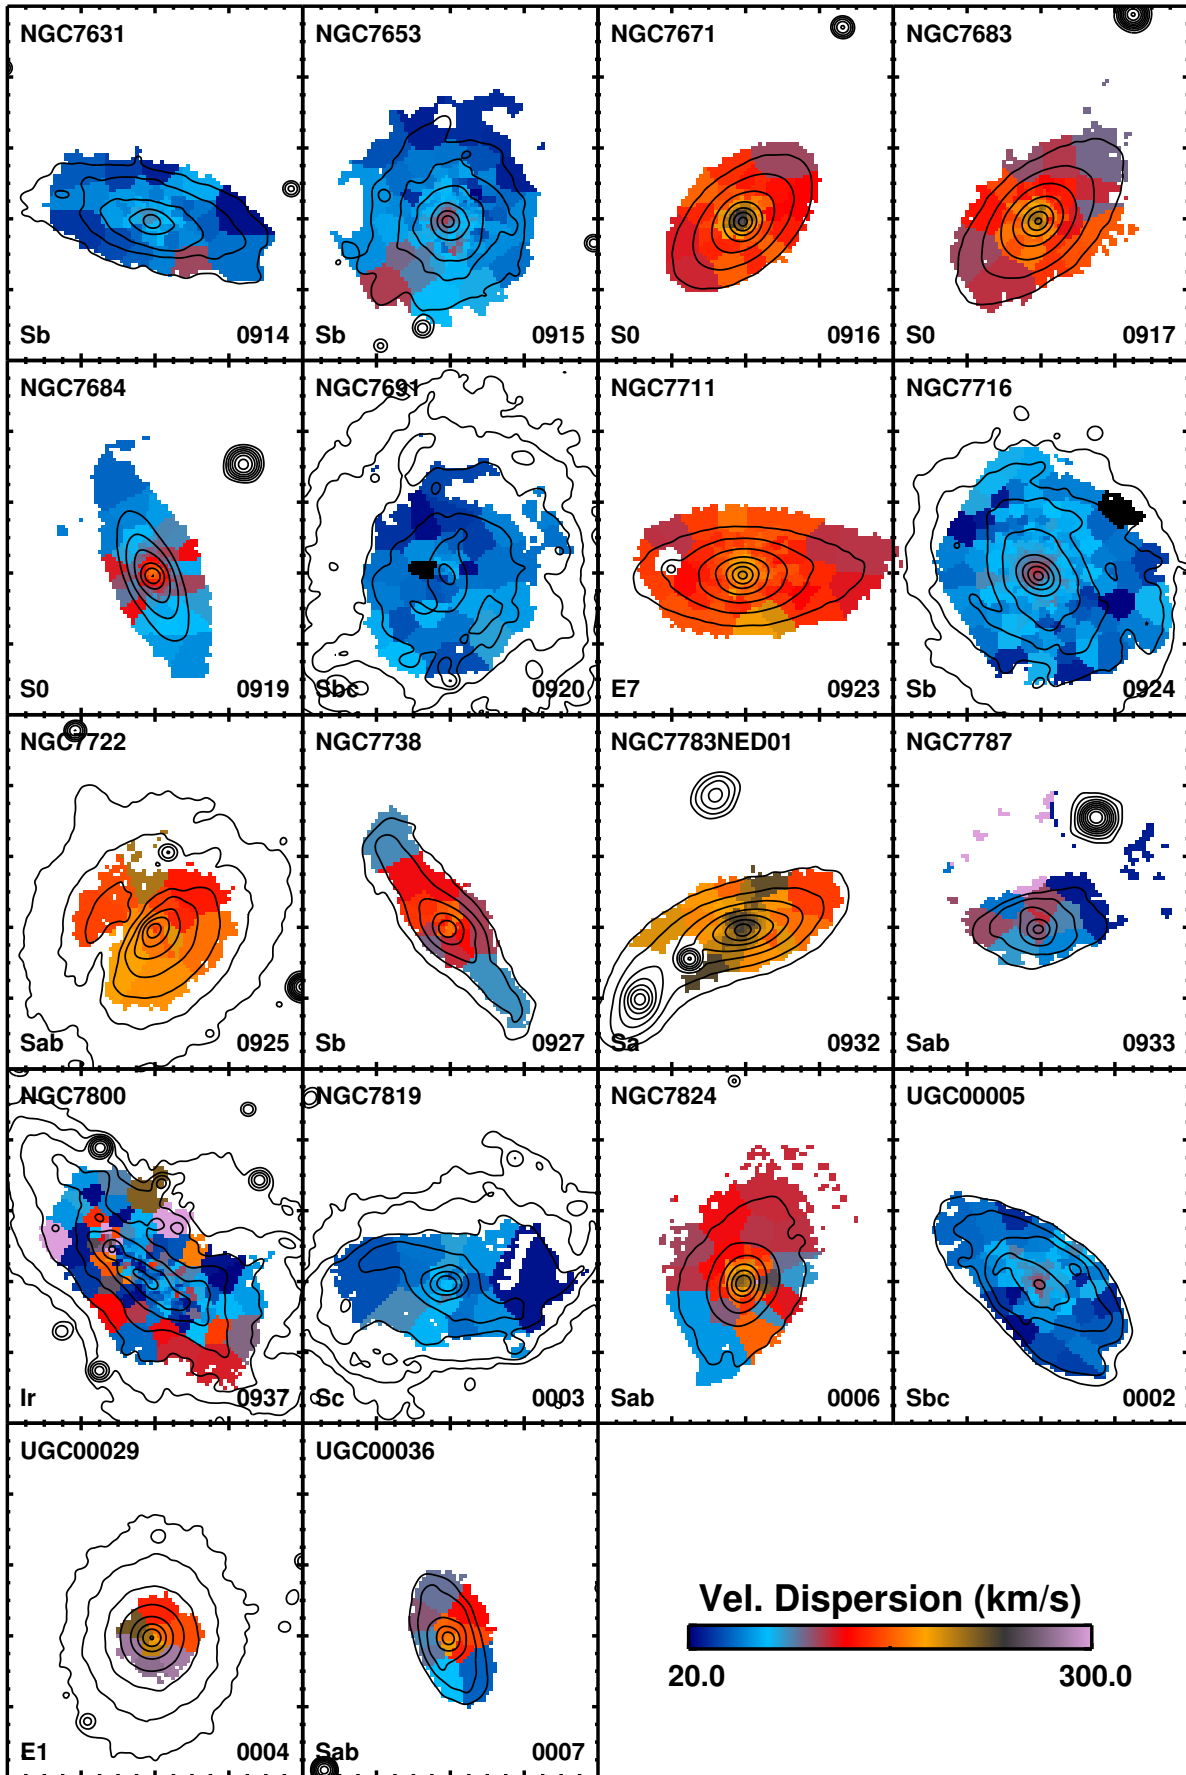 NGC7631 NGC7653 NGC7671 NGC7683
Sb 0914 Sb 0915 S0 0916 S0 0917
NGC7684 NGC7691 NGC7711 NGC7716
S0 0919 Sbc 0920 E7 0923 Sb 0924
NGC7722 NGC7738 NGC7783NED01 NGC7787
Sab 0925 Sb 0927 Sa 0932 Sab 0933
NGC7800 NGC7819 NGC7824 UGC00005
Ir 0937 Sc 0003 Sab 0006 Sbc 0002
UGC00029 UGC00036
Vel. Dispersion (km/s)
20.0 300.0
E1 0004 Sab 0007